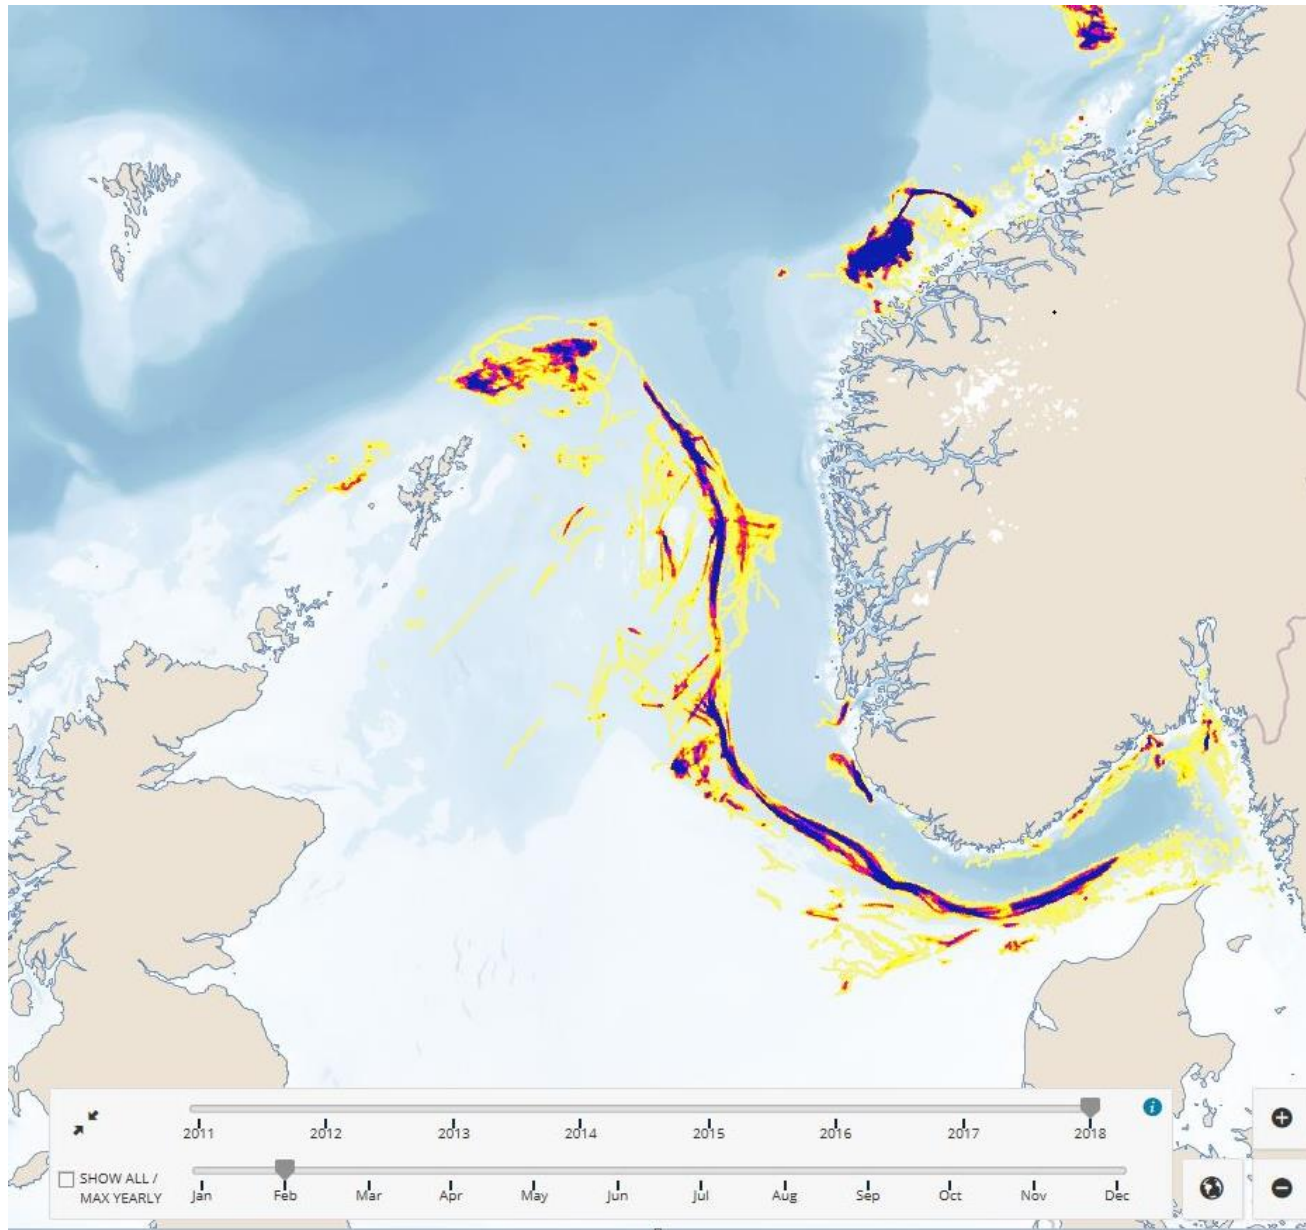 2011 2012 2013 2014 2015 2016 2017 2018
SHOW ALL /
MAX YEARLY
Jan Feb Mar Apr May Jun Jul Aug Sep Oct Nov Dec